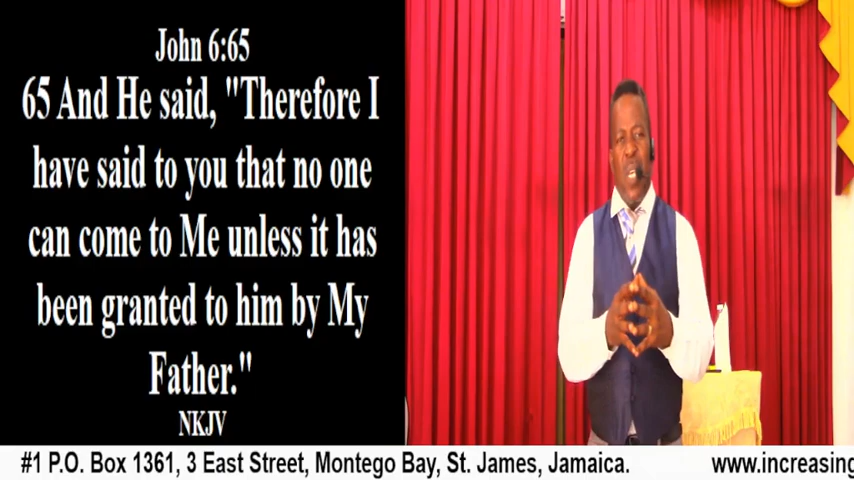 John 6:65
65 And He said, "Therefore I
have said to you that no one
can come to Me unless it has
been granted to him by My
Father."
NKJV
#1 P.O. Box 1361, 3 East Street, Montego Bay, St. James, Jamaica. www.increasing